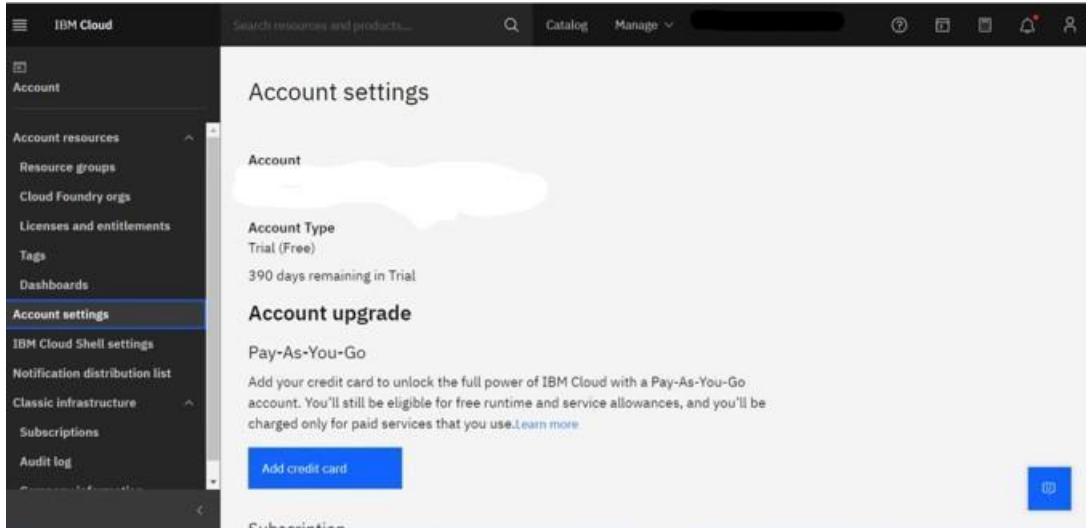 IBM Cloud
Search resources and products...
Catalog
Manage
Account
Account resources
Resource groups
Cloud Foundry orgs
Licenses and entitlements
Tags
Dashboards
Account settings
IBM Cloud Shell settings
Notification distribution list
Classic infrastructure
Subscriptions
Audit log
Company information
Account settings
Account
Account Type
Trial (Free)
390 days remaining in Trial
Account upgrade
Pay-As-You-Go
Add your credit card to unlock the full power of IBM Cloud with a Pay-As-You-Go
account. You'll still be eligible for free runtime and service allowances, and you'll be
charged only for paid services that you use.Learn more
Add credit card
Subscription